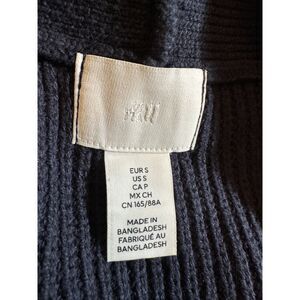 H&M
EUR S
US S
CA P
MX CH
CN 165/88A
MADE IN
BANGLADESH
FABRIQUÉ AU
BANGLADESH